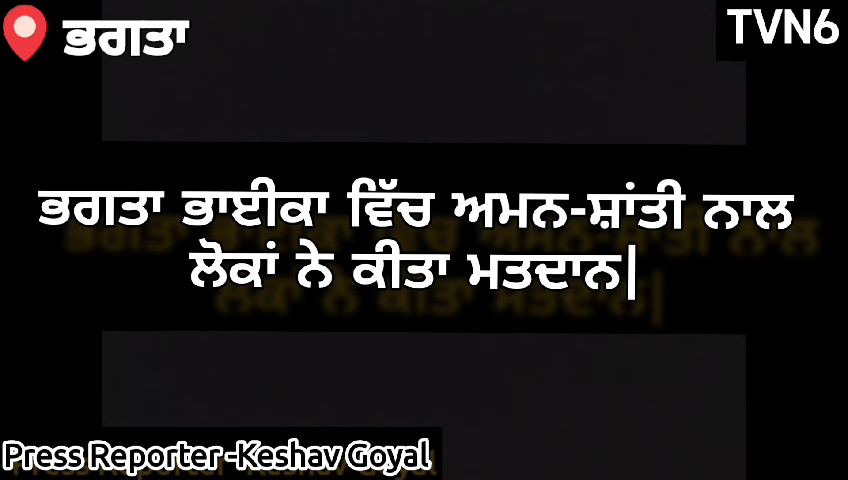 ਭਗਤਾ
TVN6
ਭਗਤਾ ਭਾਈਕਾ ਵਿੱਚ ਅਮਨ-ਸ਼ਾਂਤੀ ਨਾਲ
ਲੋਕਾਂ ਨੇ ਕੀਤਾ ਮਤਦਾਨ|
Press Reporter -Keshav Goyal